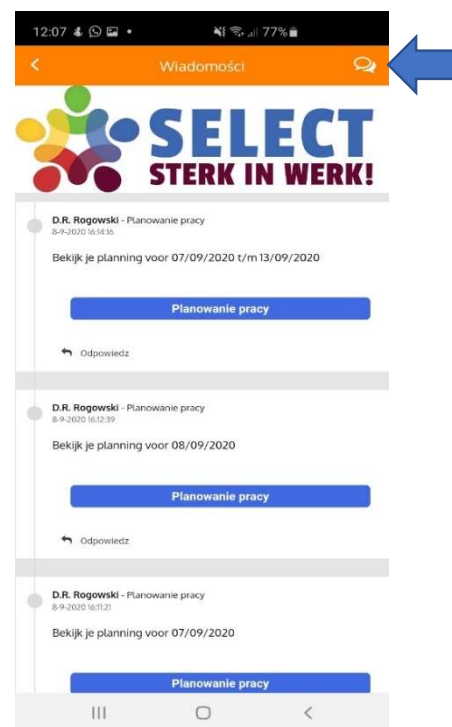 12:07 77%
Wiadomości
SELECT
STERK IN WERK!
D.R. Rogowski - Planowanie pracy
8-9-2020 16:14:16
Bekijk je planning voor 07/09/2020 t/m 13/09/2020
Planowanie pracy
Odpowiedz
D.R. Rogowski - Planowanie pracy
8-9-2020 16:12:39
Bekijk je planning voor 08/09/2020
Planowanie pracy
Odpowiedz
D.R. Rogowski - Planowanie pracy
8-9-2020 16:11:21
Bekijk je planning voor 07/09/2020
Planowanie pracy